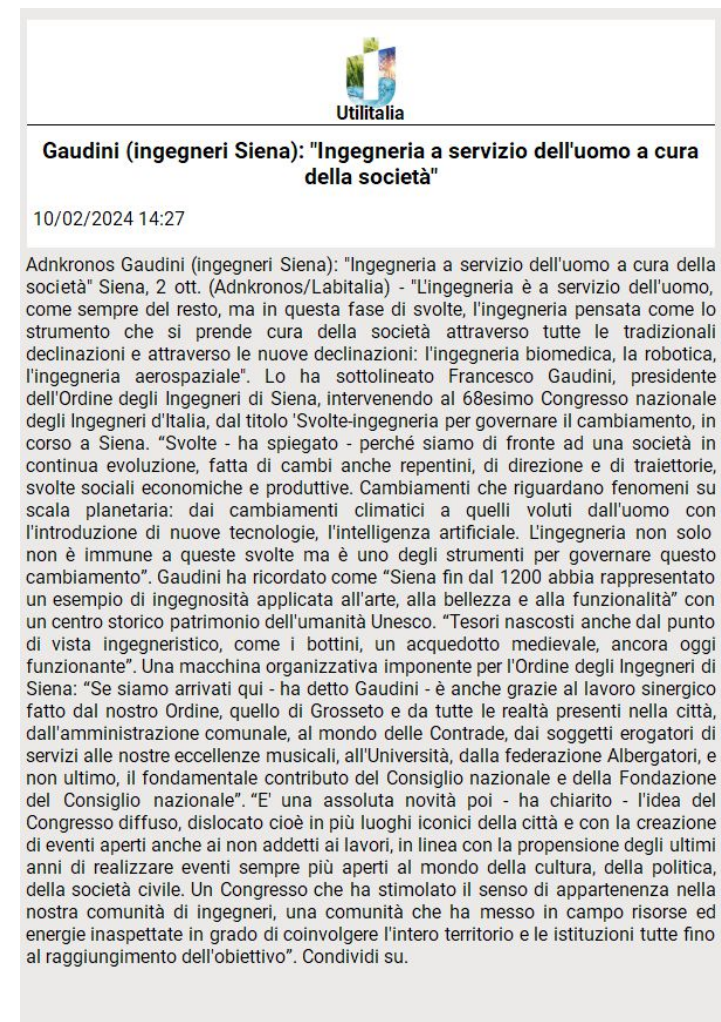 Utilitalia
Gaudini (ingegneri Siena): "Ingegneria a servizio dell'uomo a cura
della società"
10/02/2024 14:27
Adnkronos Gaudini (ingegneri Siena): "Ingegneria a servizio dell'uomo a cura della
società" Siena, 2 ott. (Adnkronos/Labitalia) - "L'ingegneria è a servizio dell'uomo,
come sempre del resto, ma in questa fase di svolte, l'ingegneria pensata come lo
strumento che si prende cura della società attraverso tutte le tradizionali
declinazioni e attraverso le nuove declinazioni: l'ingegneria biomedica, la robotica,
l'ingegneria aerospaziale". Lo ha sottolineato Francesco Gaudini, presidente
dell'Ordine degli Ingegneri di Siena, intervenendo al 68esimo Congresso nazionale
degli Ingegneri d'Italia, dal titolo 'Svolte-ingegneria per governare il cambiamento, in
corso a Siena. “Svolte - ha spiegato - perché siamo di fronte ad una società in
continua evoluzione, fatta di cambi anche repentini, di direzione e di traiettorie,
svolte sociali economiche e produttive. Cambiamenti che riguardano fenomeni su
scala planetaria: dai cambiamenti climatici a quelli voluti dall'uomo con
l'introduzione di nuove tecnologie, l'intelligenza artificiale. L'ingegneria non solo
non è immune a queste svolte ma è uno degli strumenti per governare questo
cambiamento”. Gaudini ha ricordato come “Siena fin dal 1200 abbia rappresentato
un esempio di ingegnosità applicata all'arte, alla bellezza e alla funzionalità” con
un centro storico patrimonio dell'umanità Unesco. “Tesori nascosti anche dal punto
di vista ingegneristico, come i bottini, un acquedotto medievale, ancora oggi
funzionante”. Una macchina organizzativa imponente per l'Ordine degli Ingegneri di
Siena: “Se siamo arrivati qui - ha detto Gaudini - è anche grazie al lavoro sinergico
fatto dal nostro Ordine, quello di Grosseto e da tutte le realtà presenti nella città,
dall'amministrazione comunale, al mondo delle Contrade, dai soggetti erogatori di
servizi alle nostre eccellenze musicali, all'Università, dalla federazione Albergatori, e
non ultimo, il fondamentale contributo del Consiglio nazionale e della Fondazione
del Consiglio nazionale”. “E' una assoluta novità poi - ha chiarito - l'idea del
Congresso diffuso, dislocato cioè in più luoghi iconici della città e con la creazione
di eventi aperti anche ai non addetti ai lavori, in linea con la propensione degli ultimi
anni di realizzare eventi sempre più aperti al mondo della cultura, della politica,
della società civile. Un Congresso che ha stimolato il senso di appartenenza nella
nostra comunità di ingegneri, una comunità che ha messo in campo risorse ed
energie inaspettate in grado di coinvolgere l'intero territorio e le istituzioni tutte fino
al raggiungimento dell'obiettivo”. Condividi su.